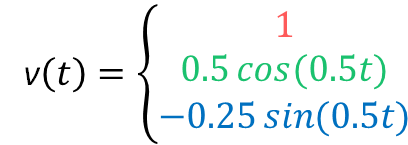 1
v(t) = { 0.5 cos(0.5t)
−0.25 sin(0.5t)